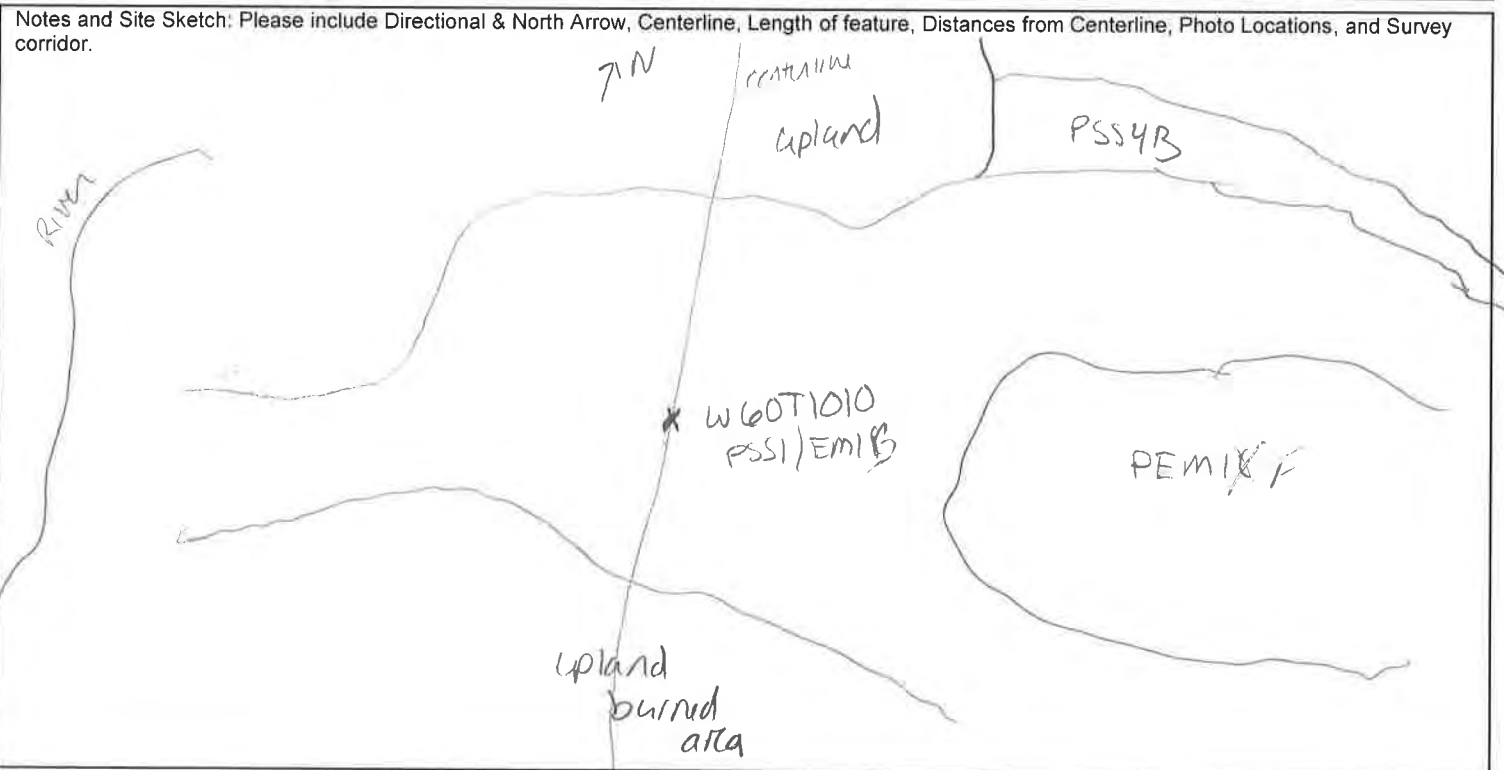 Notes and Site Sketch: Please include Directional & North Arrow, Centerline, Length of feature, Distances from Centerline, Photo Locations, and Survey
corridor.
N
centerline
upland
PSS4B
River
W60T1010
PSS1/EM1B
PEM1F
upland
burned
area